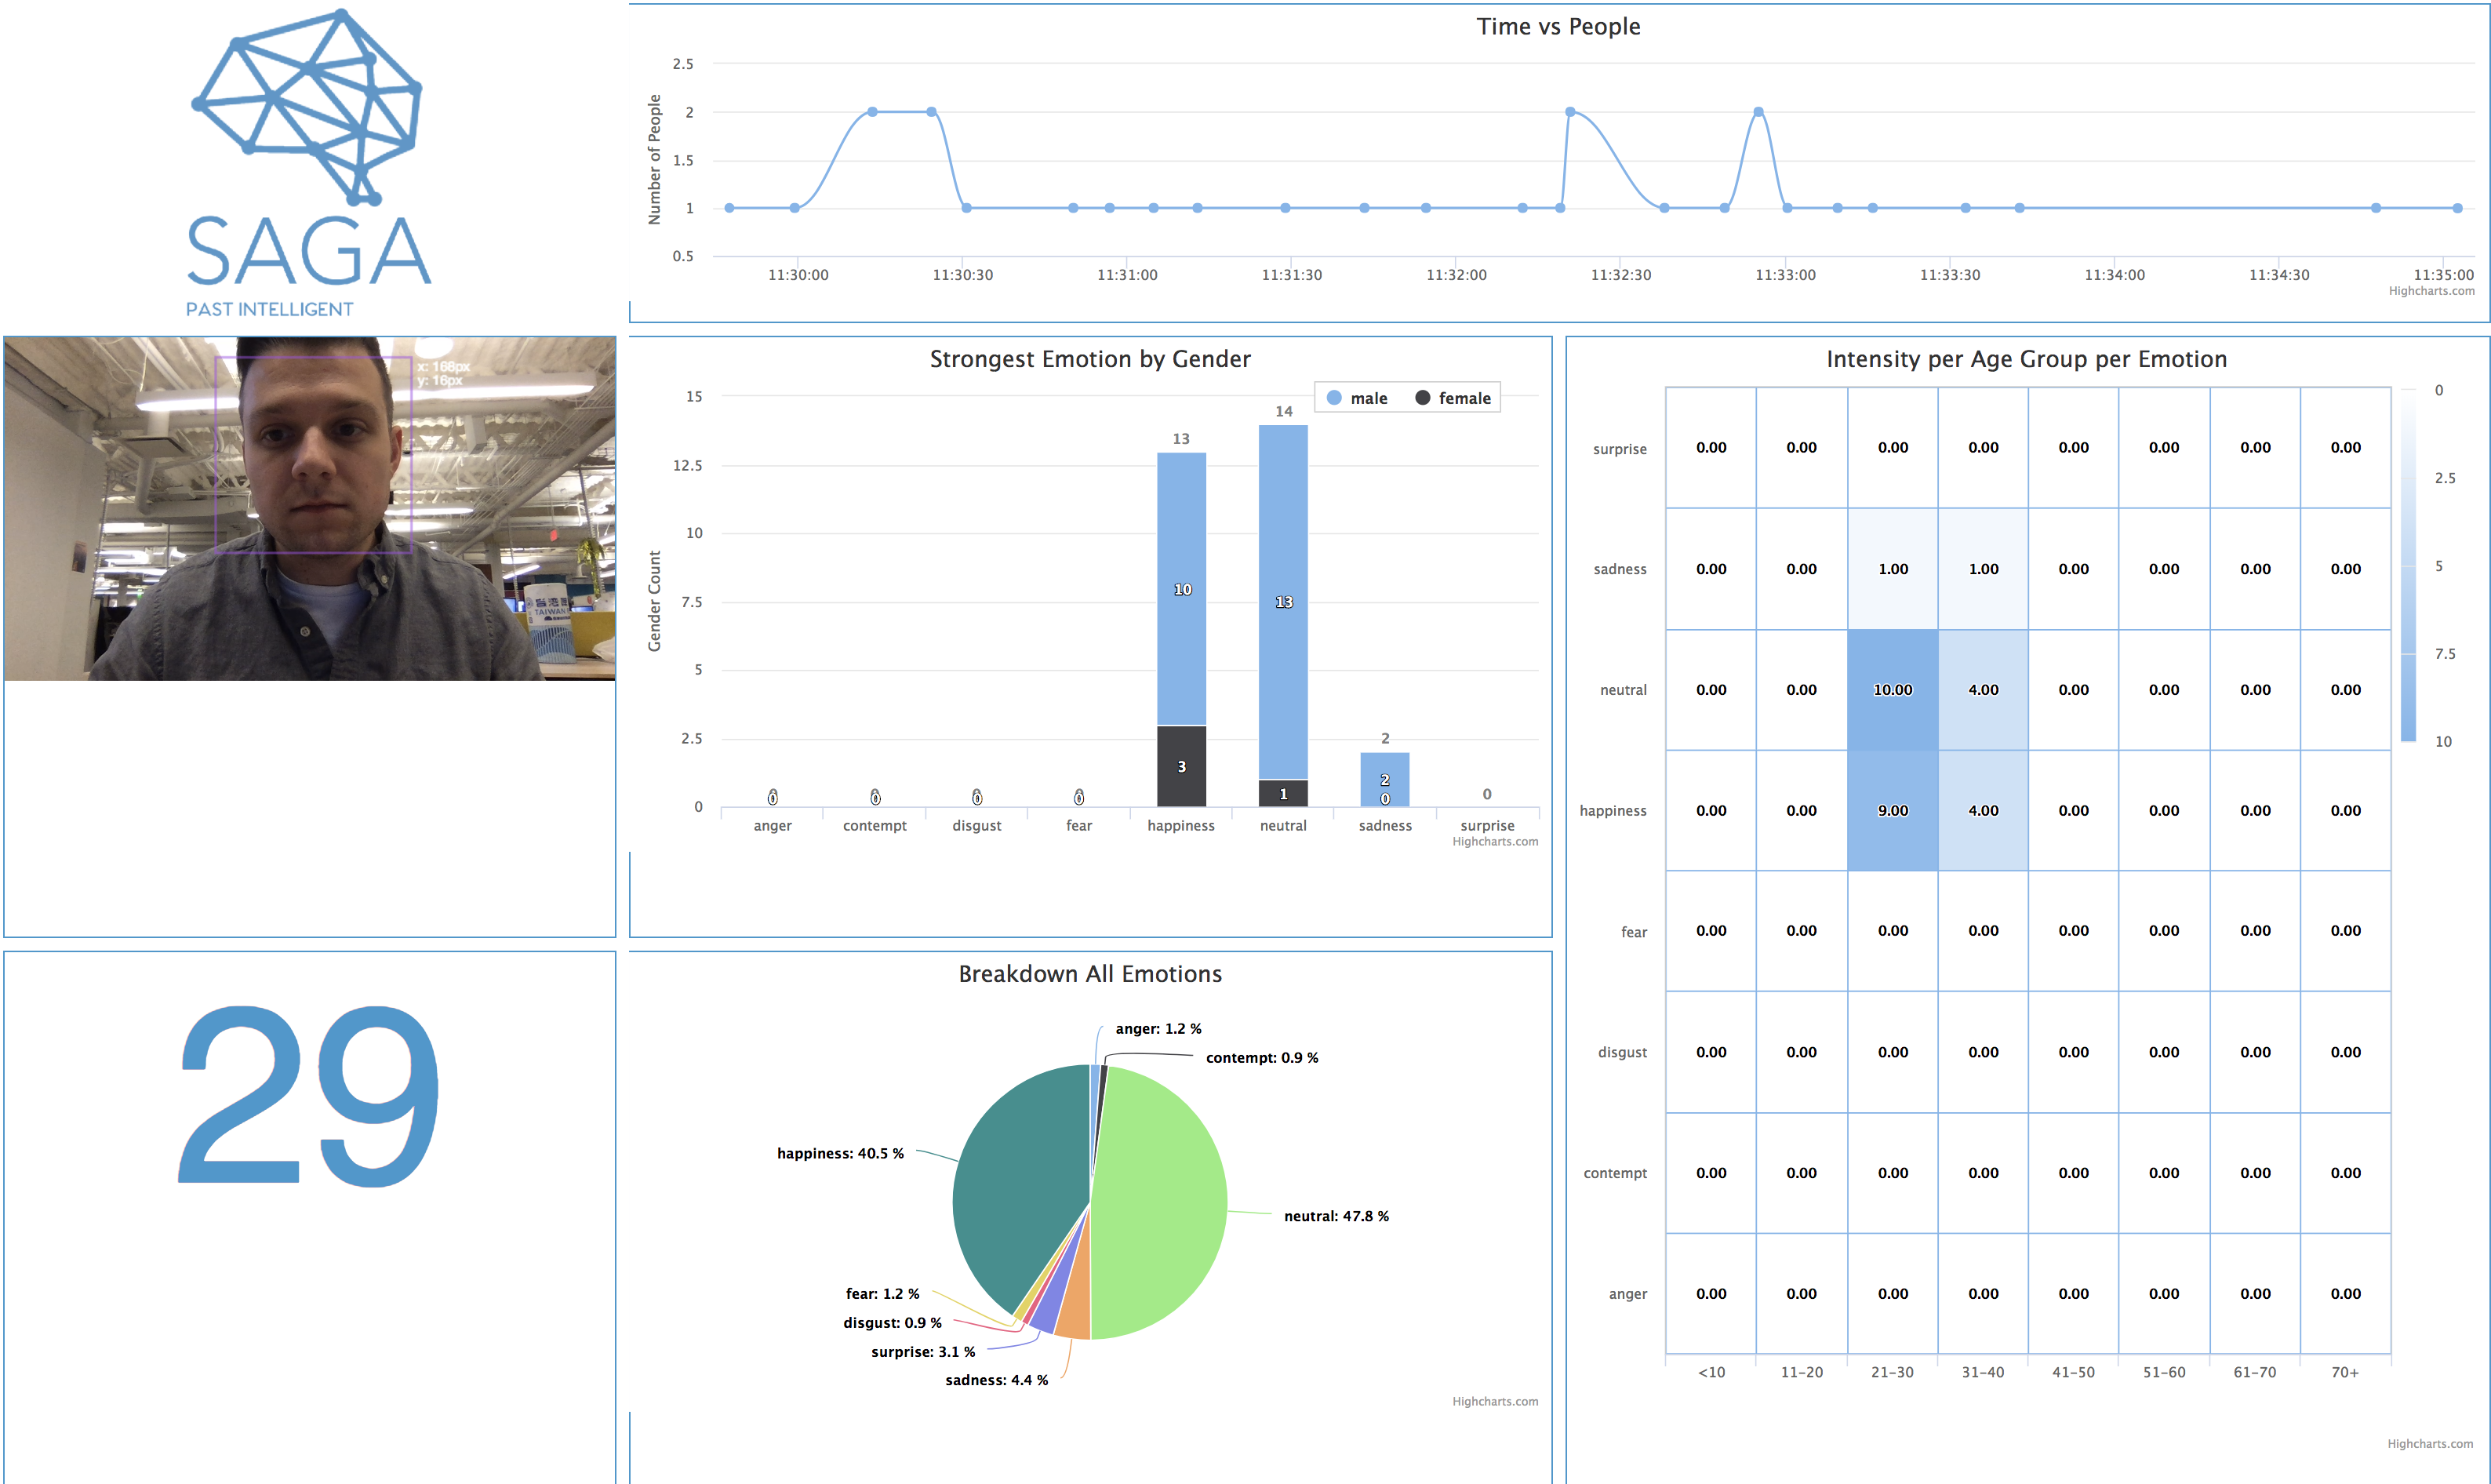 SAGA
PAST INTELLIGENT
Time vs People
Number of People
2.5
2
1.5
1
0.5
11:30:00 11:30:30 11:31:00 11:31:30 11:32:00 11:32:30 11:33:00 11:33:30 11:34:00 11:34:30 11:35:00
Highcharts.com
x: 168px
y: 16px
TAIWAN
Strongest Emotion by Gender
male female
Gender Count
15
12.5
10
7.5
5
2.5
0
13
14
10
13
3
1
2
2
0
0
0
0
0
0
0
0
0
0
anger contempt disgust fear happiness neutral sadness surprise
Highcharts.com
Intensity per Age Group per Emotion
surprise 0.00 0.00 0.00 0.00 0.00 0.00 0.00 0.00
sadness 0.00 0.00 1.00 1.00 0.00 0.00 0.00 0.00
neutral 0.00 0.00 10.00 4.00 0.00 0.00 0.00 0.00
happiness 0.00 0.00 9.00 4.00 0.00 0.00 0.00 0.00
fear 0.00 0.00 0.00 0.00 0.00 0.00 0.00 0.00
disgust 0.00 0.00 0.00 0.00 0.00 0.00 0.00 0.00
contempt 0.00 0.00 0.00 0.00 0.00 0.00 0.00 0.00
anger 0.00 0.00 0.00 0.00 0.00 0.00 0.00 0.00
<10 11-20 21-30 31-40 41-50 51-60 61-70 70+
0
2.5
5
7.5
10
Highcharts.com
29
Breakdown All Emotions
anger: 1.2 %
contempt: 0.9 %
happiness: 40.5 %
neutral: 47.8 %
fear: 1.2 %
disgust: 0.9 %
surprise: 3.1 %
sadness: 4.4 %
Highcharts.com